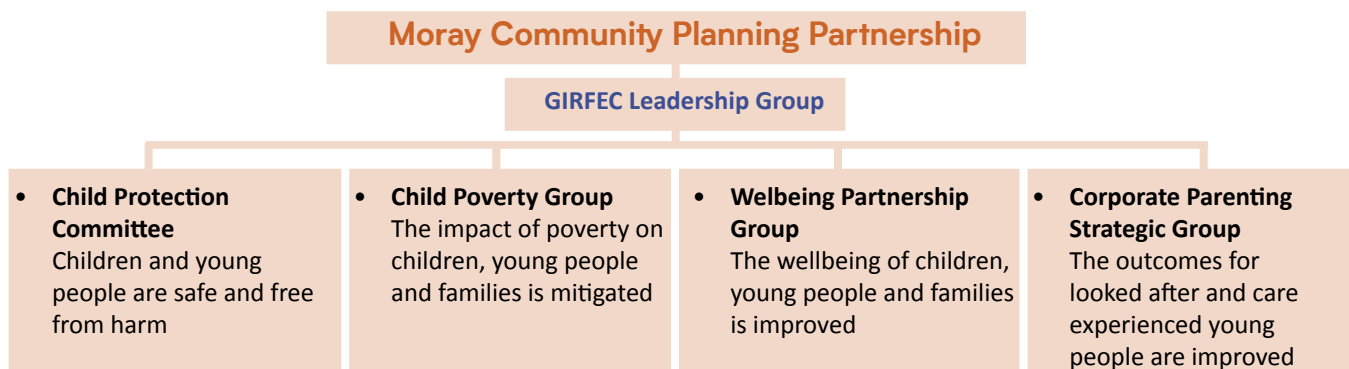 Moray Community Planning Partnership
GIRFEC Leadership Group
• Child Protection
Committee
Children and young
people are safe and free
from harm
• Child Poverty Group
The impact of poverty on
children, young people
and families is mitigated
• Welbeing Partnership
Group
The wellbeing of children,
young people and families
is improved
• Corporate Parenting
Strategic Group
The outcomes for
looked after and care
experienced young
people are improved